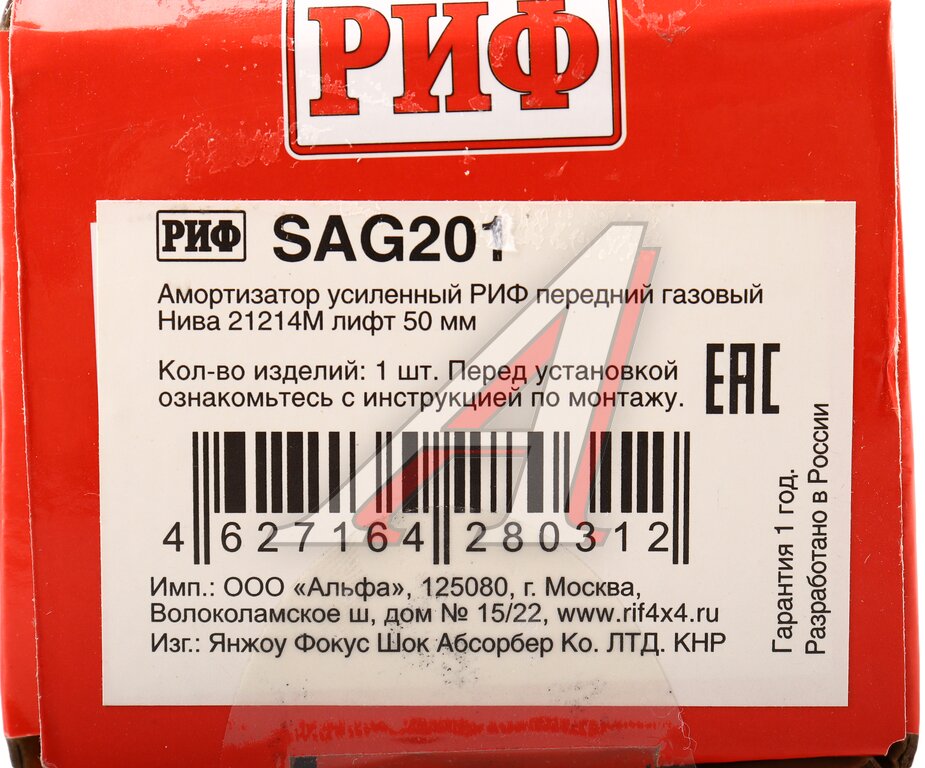 РИФ
РИФ SAG201
Амортизатор усиленный РИФ передний газовый
Нива 21214М лифт 50 мм
Кол-во изделий: 1 шт. Перед установкой
ознакомьтесь с инструкцией по монтажу.
EAC
4 627164 280312
Имп.: ООО «Альфа», 125080, г. Москва,
Волоколамское ш, дом № 15/22, www.rif4x4.ru
Изг.: Янжоу Фокус Шок Абсорбер Ко. ЛТД. КНР
Гарантия 1 год.
Разработано в России